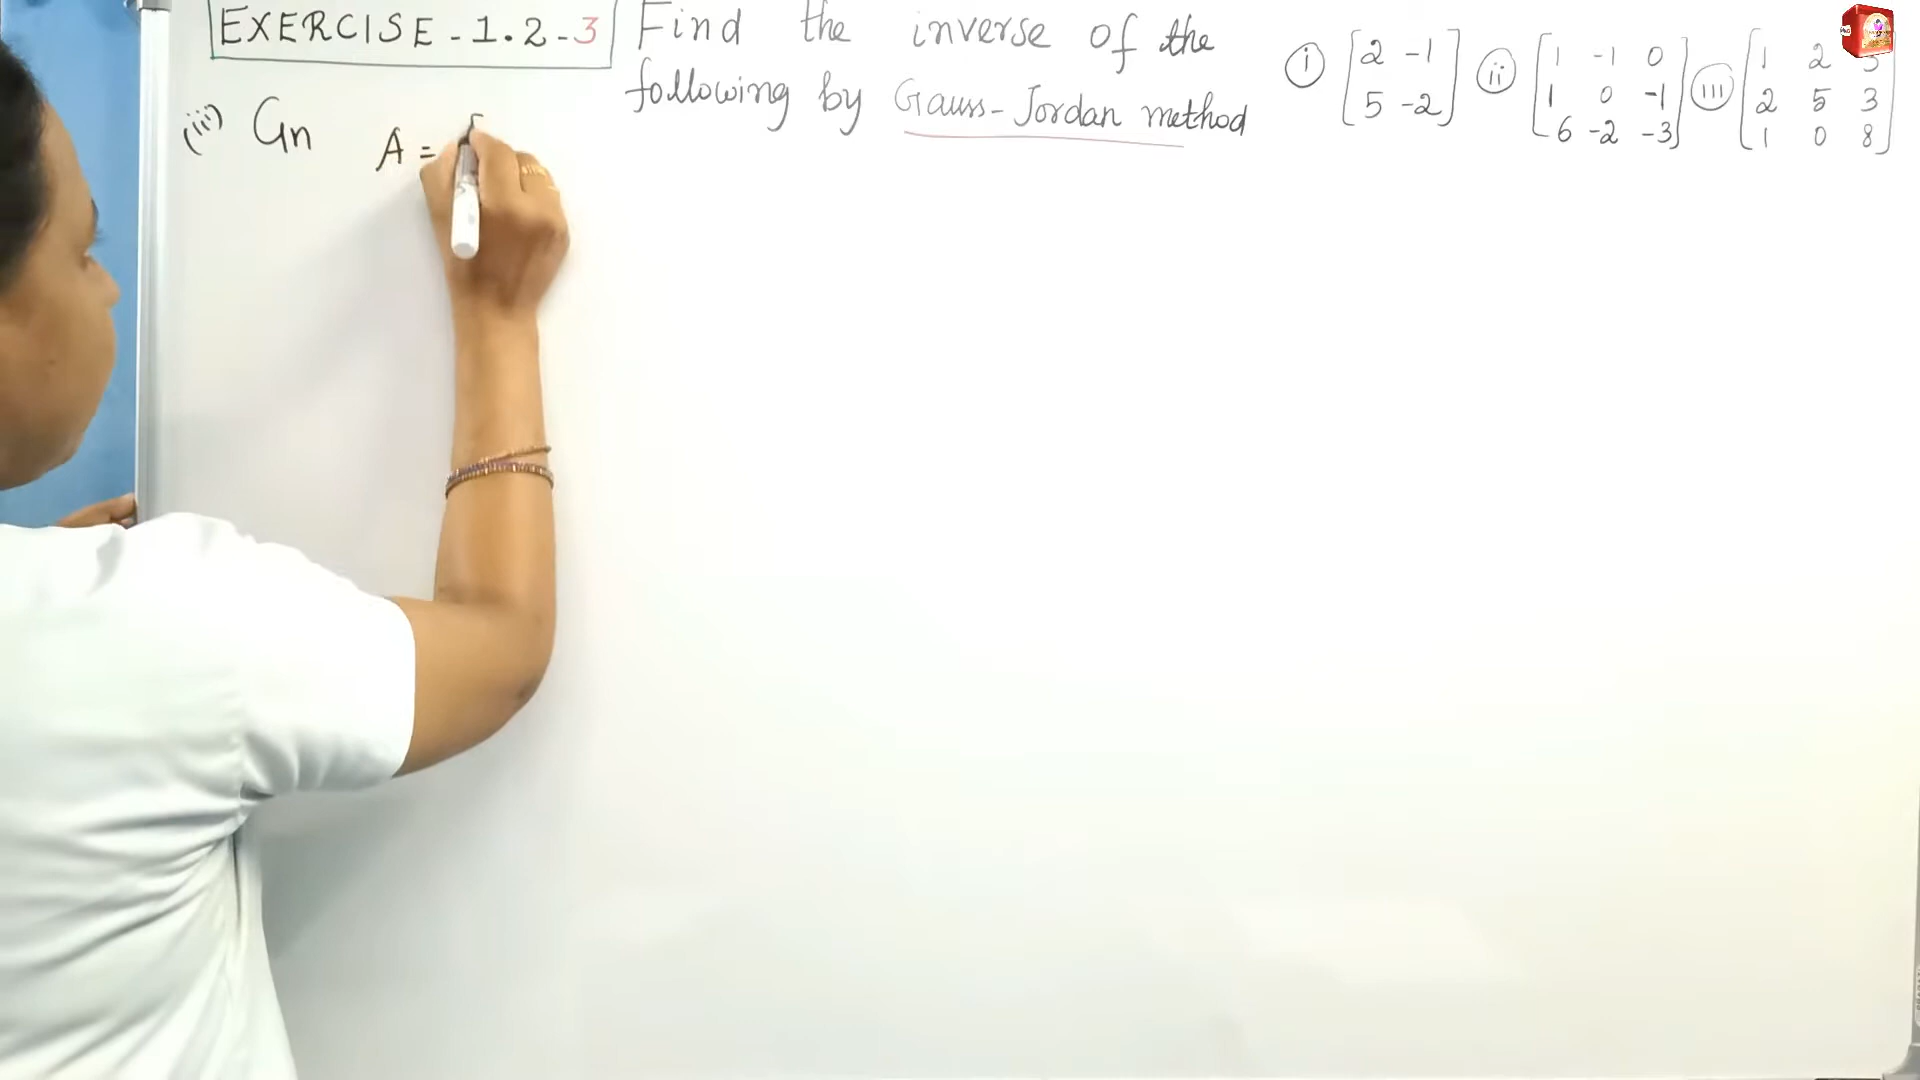 EXERCISE - 1.2 - 3
Find the inverse of the
following by Gauss-Jordan method
(i) [2 -1
5 -2]
(ii) [1 -1 0
1 0 -1
6 -2 -3]
(iii) [1 2
2 5 3
1 0 8]
(ii) Gn A = [